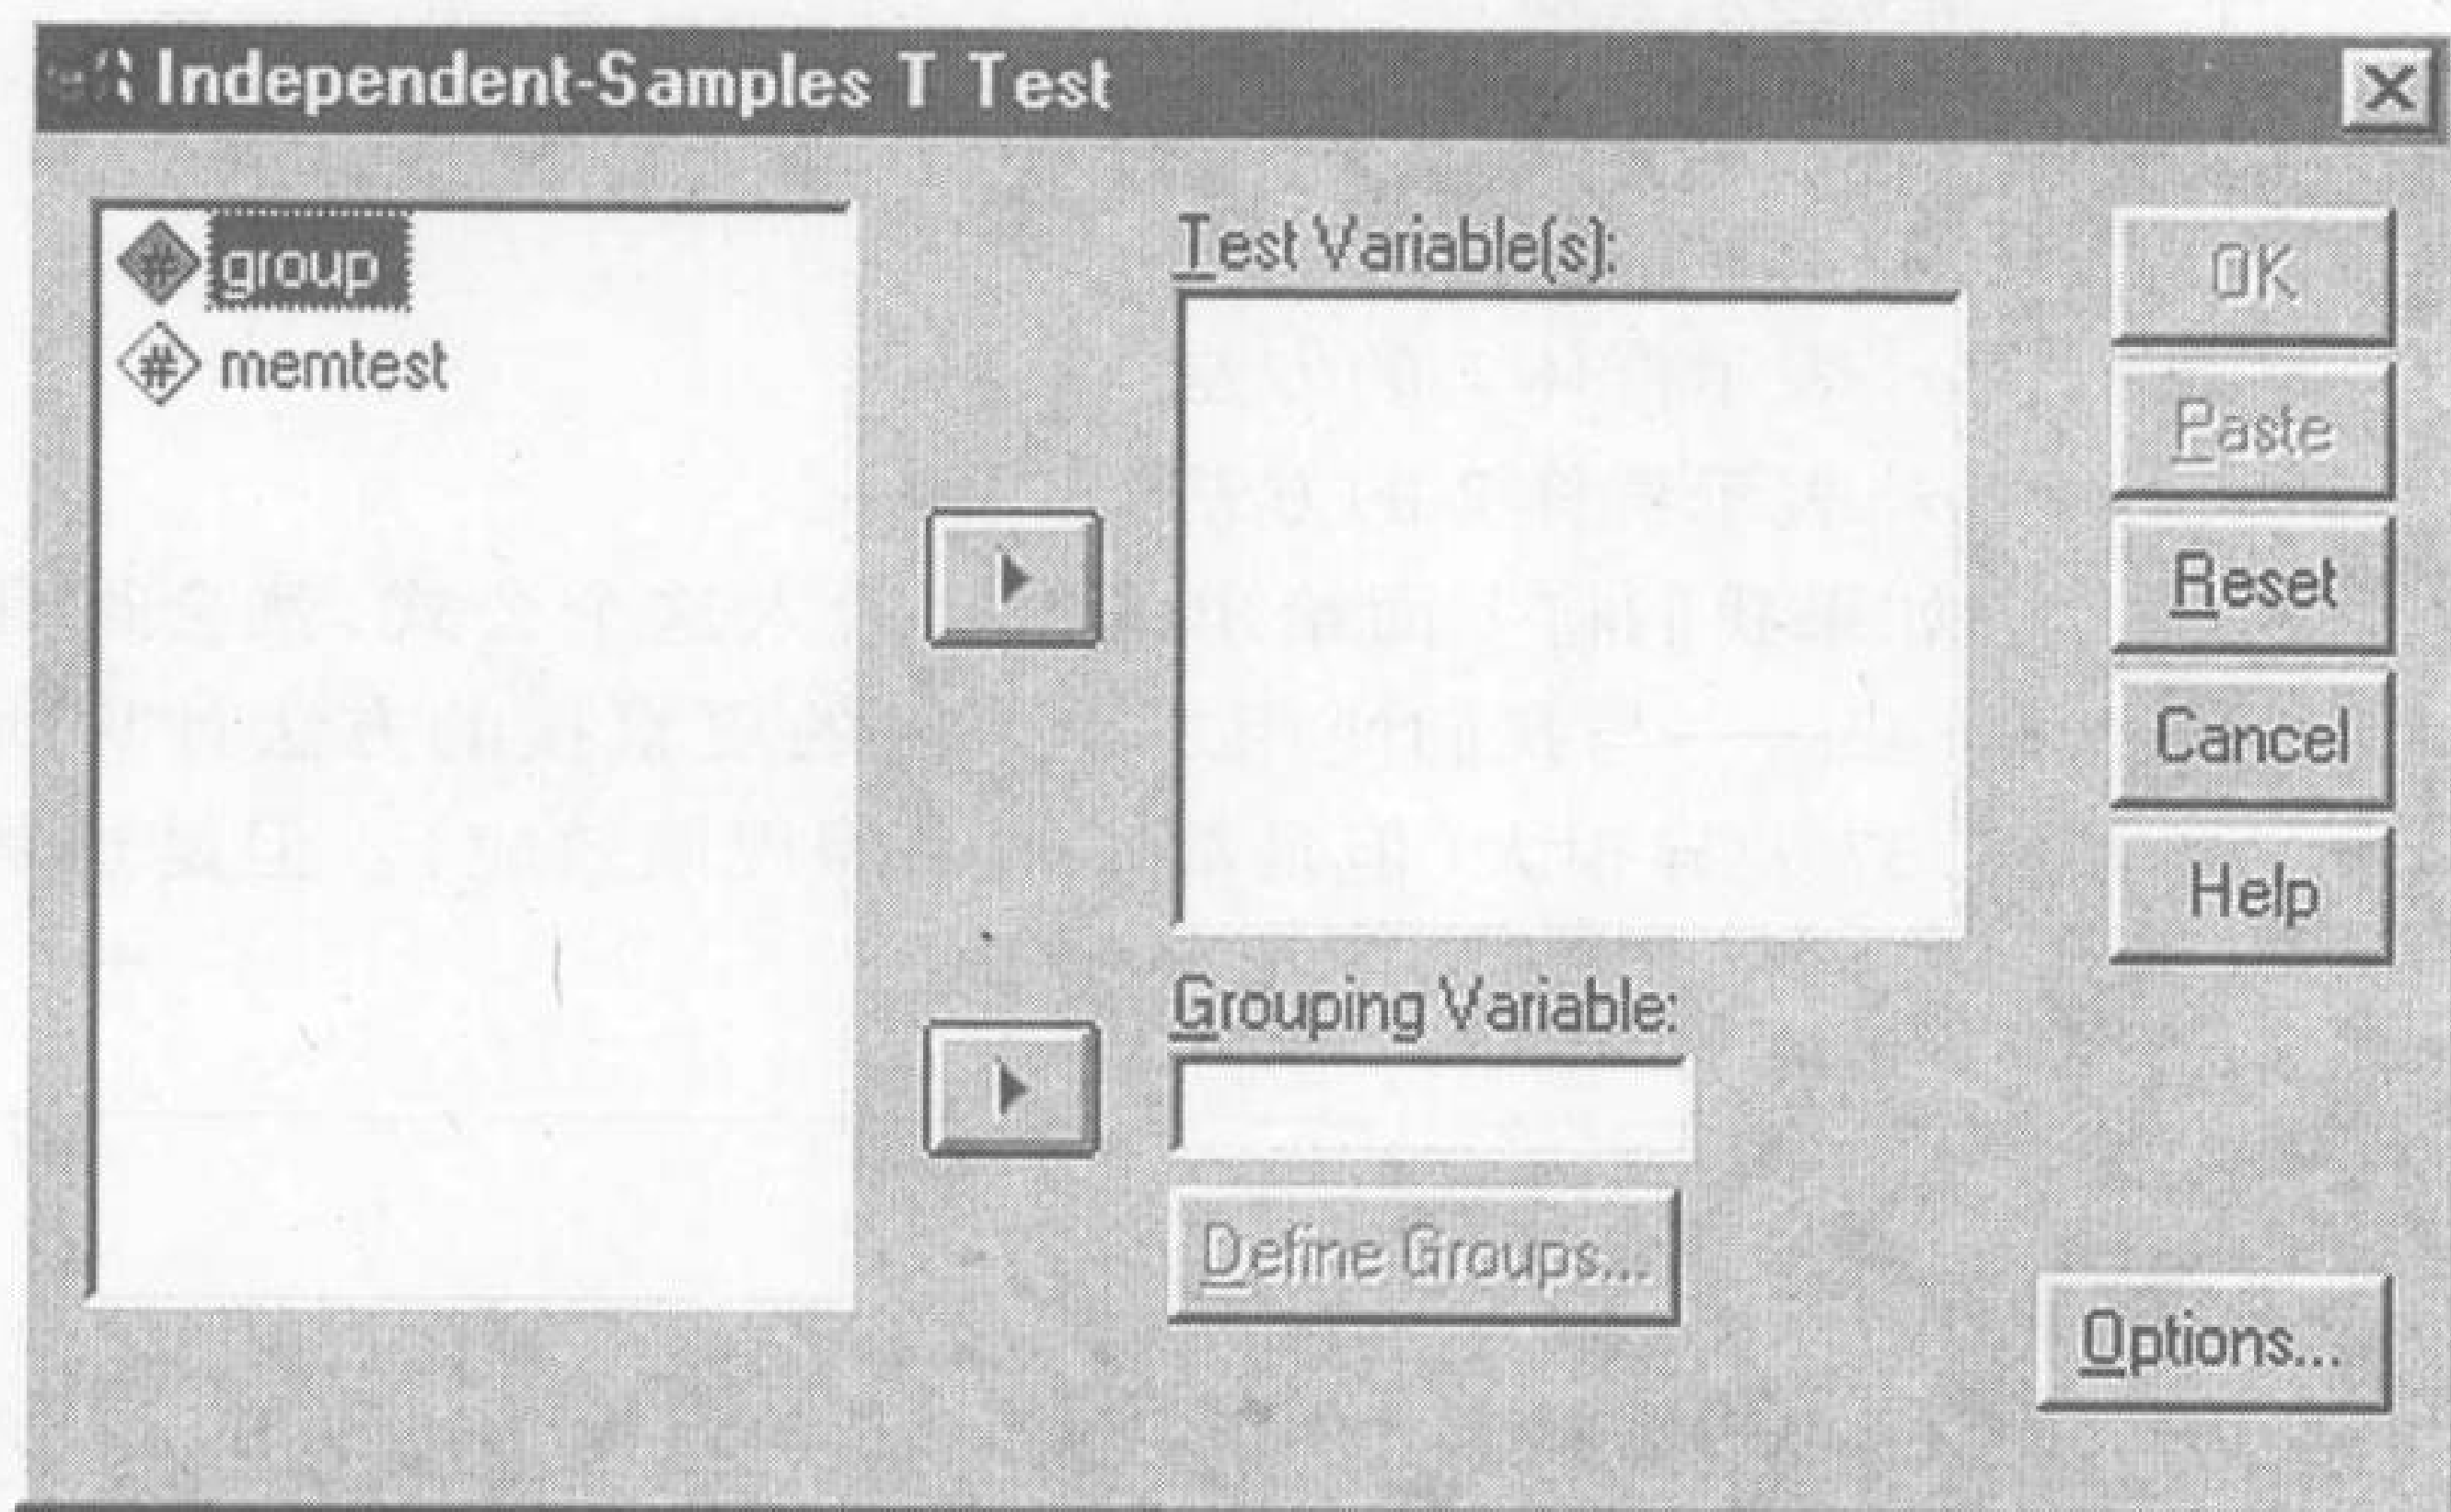 Independent-Samples T Test
group
memtest
Test Variable(s):
Grouping Variable:
Define Groups...
OK
Paste
Reset
Cancel
Help
Options...